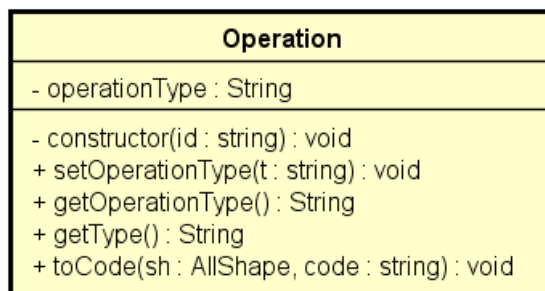 Operation
- operationType : String
- constructor(id : string) : void
+ setOperationType(t : string) : void
+ getOperationType() : String
+ getType() : String
+ toCode(sh : AllShape, code : string) : void